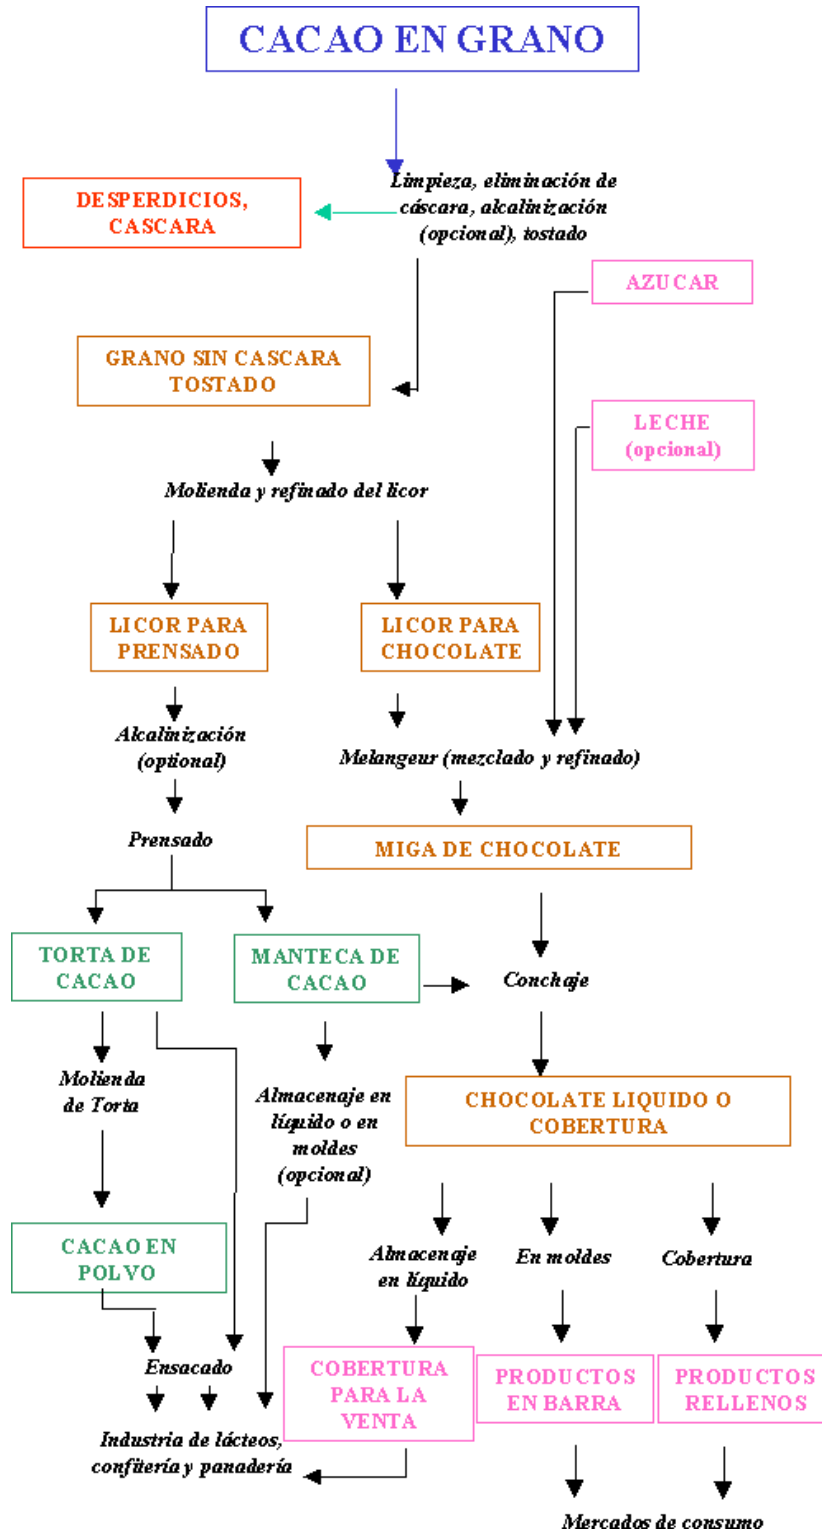 CACAO EN GRANO
Limpieza, eliminación de
cáscara, alcalinización
(opcional), tostado
DESPERDICIOS,
CASCARA
AZUCAR
GRANO SIN CASCARA
TOSTADO
LECHE
(opcional)
Molienda y refinado del licor
LICOR PARA
PRENSADO
LICOR PARA
CHOCOLATE
Alcalinización
(optional)
Melangeur (mezclado y refinado)
Prensado
MIGA DE CHOCOLATE
TORTA DE
CACAO
MANTECA DE
CACAO
Conchaje
Molienda
de Torta
Almacenaje en
líquido o en
moldes
(opcional)
CHOCOLATE LIQUIDO O
COBERTURA
CACAO EN
POLVO
Almacenaje
en líquido
En moldes
Cobertura
Ensacado
COBERTURA
PARA LA
VENTA
PRODUCTOS
EN BARRA
PRODUCTOS
RELLENOS
Industria de lácteos,
confitería y panadería
Mercados de consumo